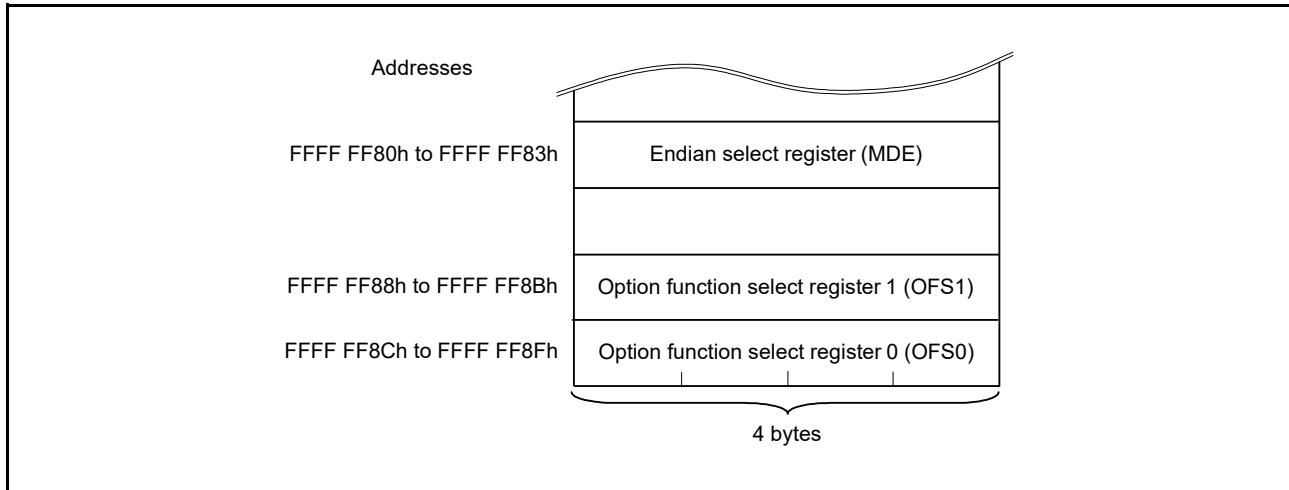 Addresses
FFFF FF80h to FFFF FF83h Endian select register (MDE)
FFFF FF88h to FFFF FF8Bh Option function select register 1 (OFS1)
FFFF FF8Ch to FFFF FF8Fh Option function select register 0 (OFS0)
4 bytes